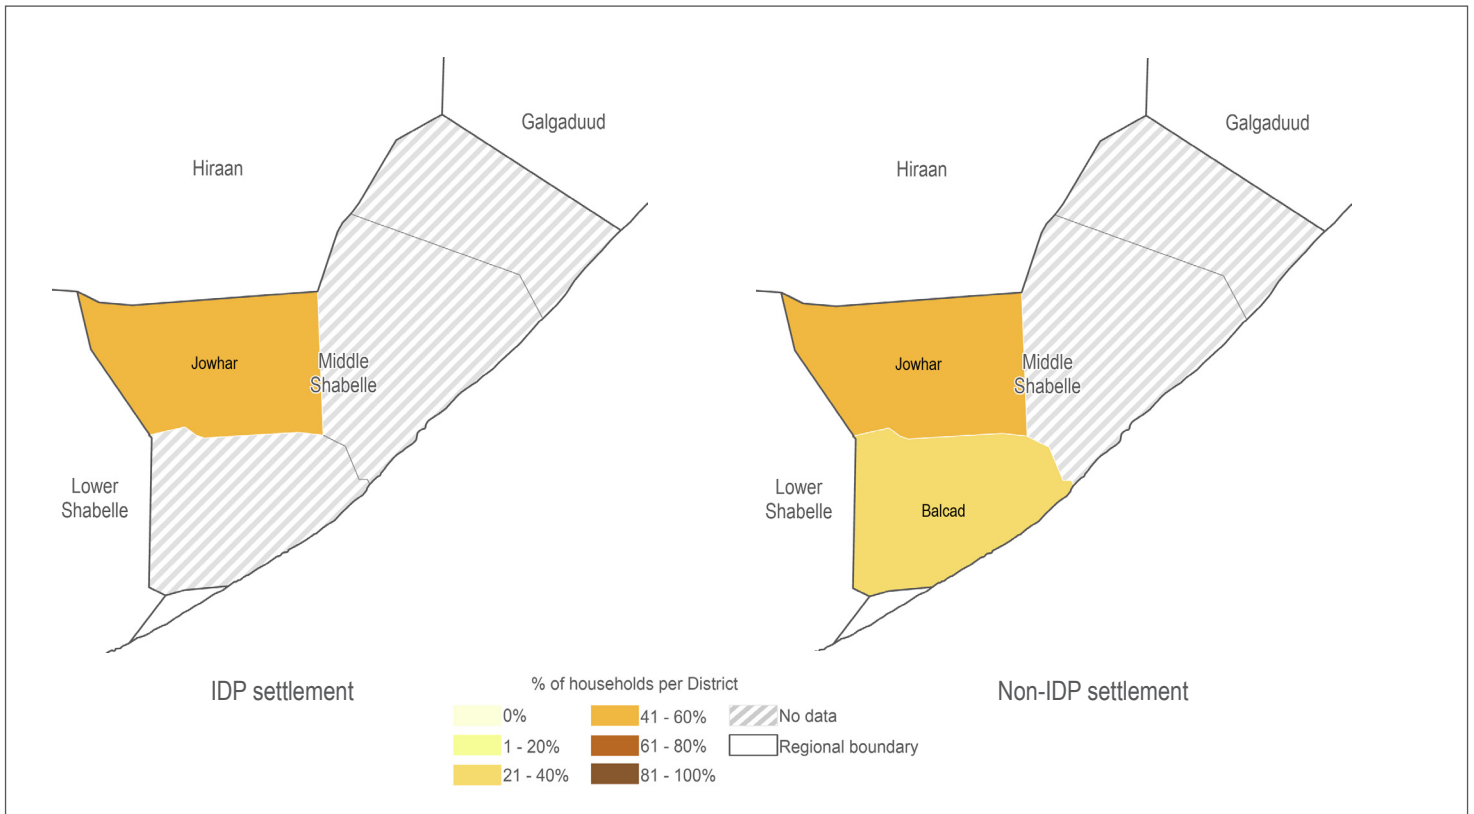 Galgaduud
Hiraan
Jowhar
Middle
Shabelle
Lower
Shabelle
IDP settlement
Galgaduud
Hiraan
Jowhar
Middle
Shabelle
Lower
Shabelle
Balcad
Non-IDP settlement
% of households per District
0%
1 - 20%
21 - 40%
41 - 60%
61 - 80%
81 - 100%
No data
Regional boundary